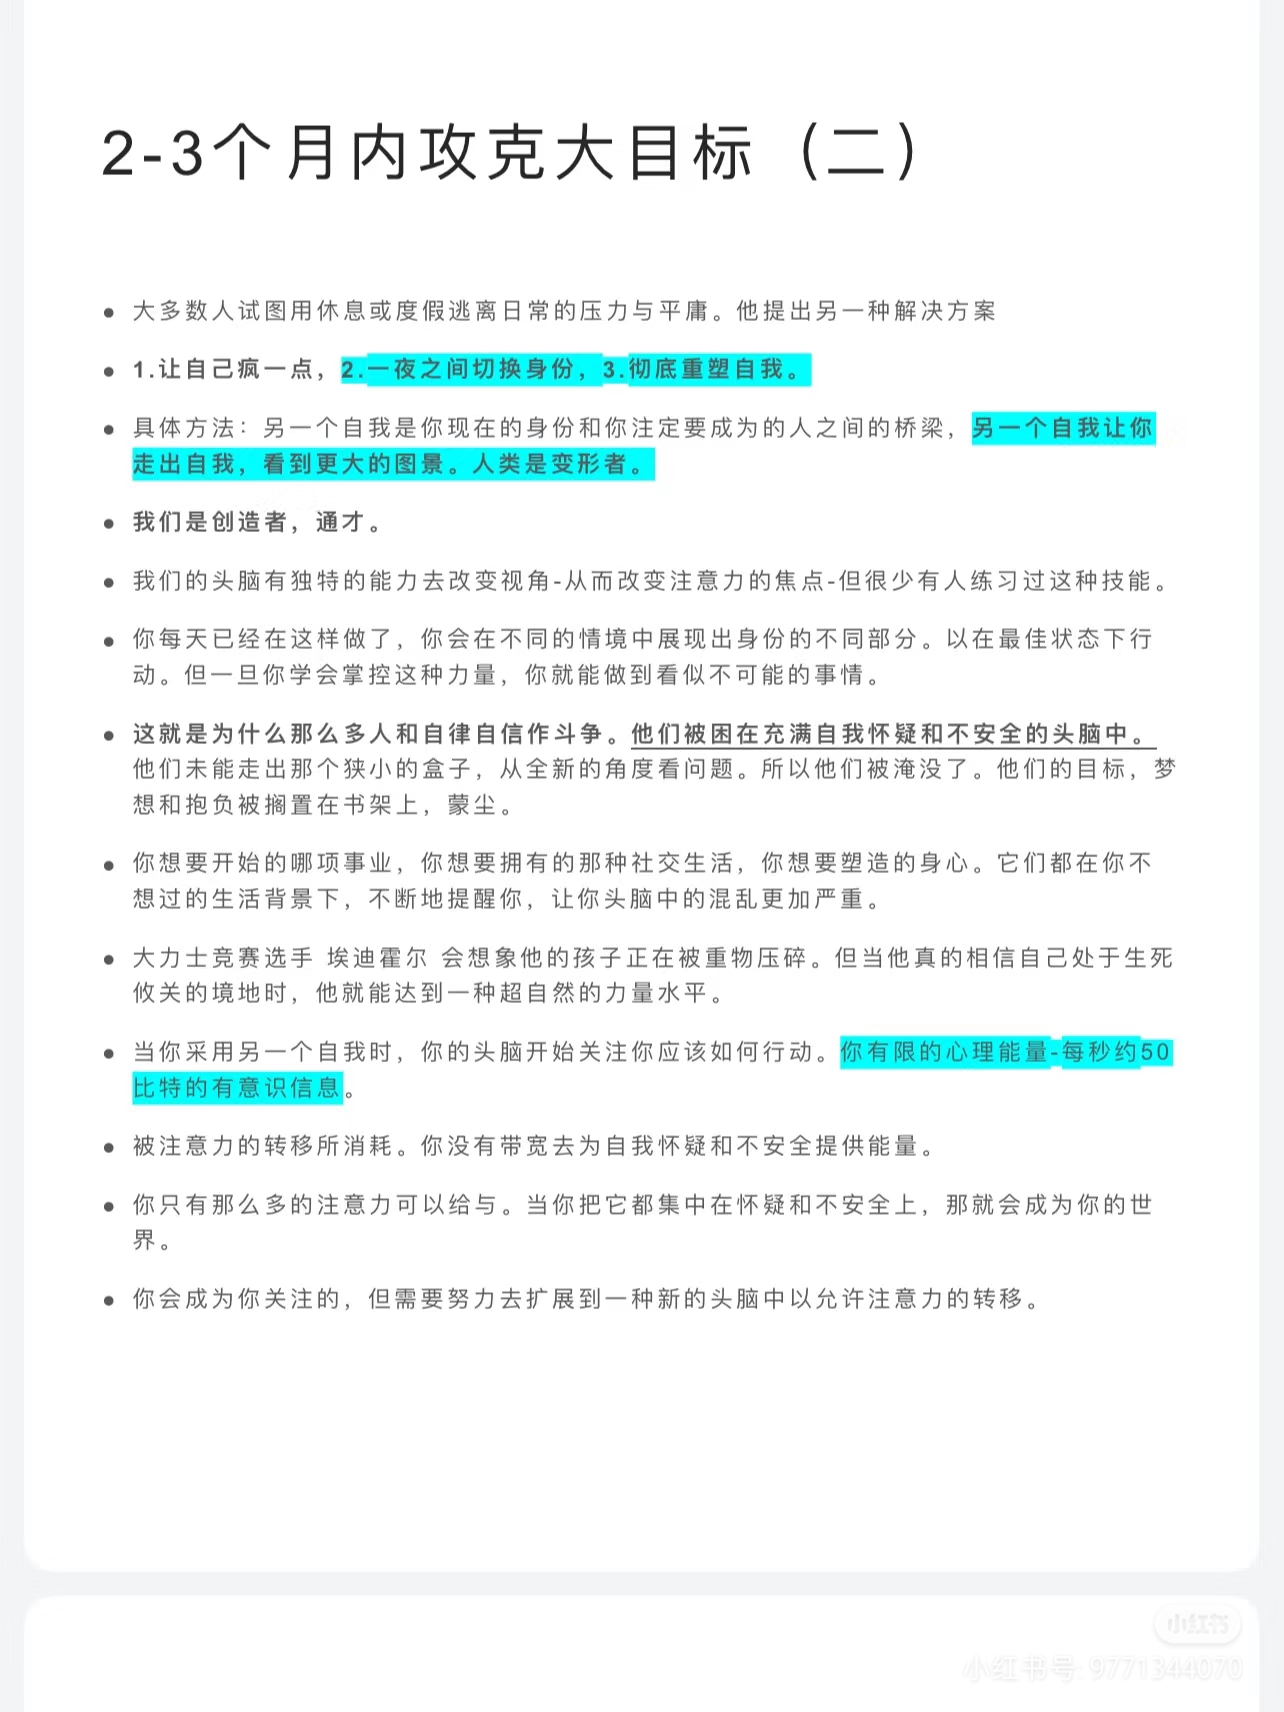 2-3个月内攻克大目标（二）
大多数人试图用休息或度假逃离日常的压力与平庸。他提出另一种解决方案
1.让自己疯一点，2.一夜之间切换身份，3.彻底重塑自我。
具体方法：另一个自我是你现在的身份和你注定要成为的人之间的桥梁，另一个自我让你
走出自我，看到更大的图景。人类是变形者。
我们是创造者，通才。
我们的头脑有独特的能力去改变视角-从而改变注意力的焦点-但很少有人练习过这种技能。
你每天已经在这样做了，你会在不同的情境中展现出身份的不同部分。以在最佳状态下行
动。但一旦你学会掌控这种力量，你就能做到看似不可能的事情。
这就是为什么那么多人和自律自信作斗争。他们被困在充满自我怀疑和不安全的头脑中。
他们未能走出那个狭小的盒子，从全新的角度看问题。所以他们被淹没了。他们的目标，梦
想和抱负被搁置在书架上，蒙尘。
你想要开始的哪项事业，你想要拥有的那种社交生活，你想要塑造的身心。它们都在你不
想过的生活背景下，不断地提醒你，让你头脑中的混乱更加严重。
大力士竞赛选手 埃迪霍尔 会想象他的孩子正在被重物压碎。但当他真的相信自己处于生死
攸关的境地时，他就能达到一种超自然的力量水平。
当你采用另一个自我时，你的头脑开始关注你应该如何行动。你有限的心理能量-每秒约50
比特的有意识信息。
被注意力的转移所消耗。你没有带宽去为自我怀疑和不安全提供能量。
你只有那么多的注意力可以给与。当你把它都集中在怀疑和不安全上，那就会成为你的世
界。
你会成为你关注的，但需要努力去扩展到一种新的头脑中以允许注意力的转移。
小红书
小红书号: 9771344070